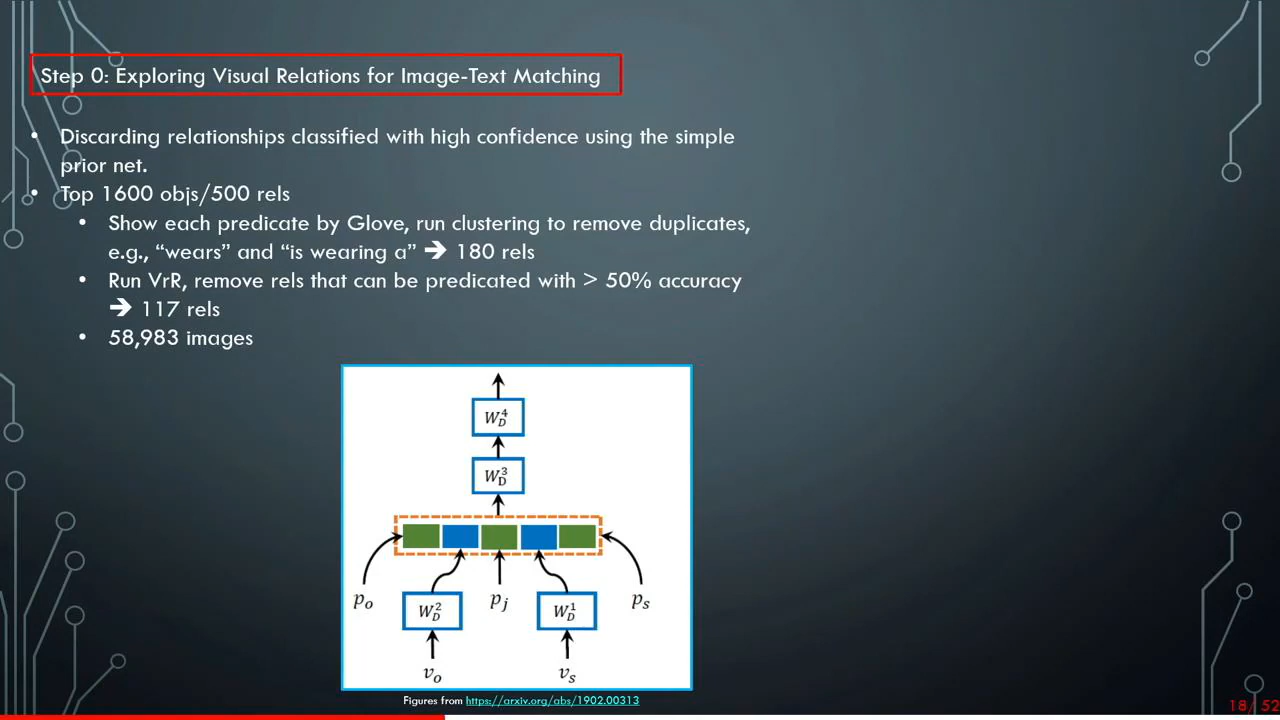 Step 0: Exploring Visual Relations for Image-Text Matching
• Discarding relationships classified with high confidence using the simple
prior net.
• Top 1600 objs/500 rels
• Show each predicate by Glove, run clustering to remove duplicates,
e.g., “wears” and “is wearing a” ➔ 180 rels
• Run VrR, remove rels that can be predicated with > 50% accuracy
➔ 117 rels
• 58,983 images
W_D^4
W_D^3
p_o W_D^2 p_j W_D^1 p_s
v_o v_s
Figures from https://arxiv.org/abs/1902.00313
18/ 52